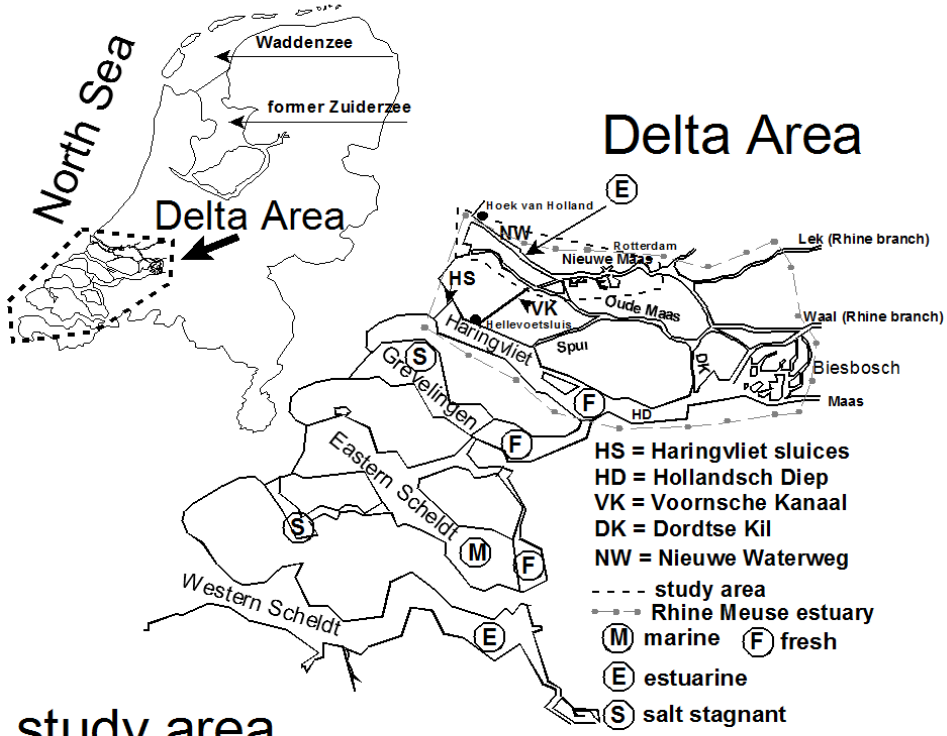 Waddenzee
former Zuiderzee
North Sea
Delta Area
Delta Area
E
Hoek van Holland
NW
Rotterdam
Nieuwe Maas
Lek (Rhine branch)
HS
VK
Oude Maas
Hellevoetsluis
Haringvliet
Spui
Waal (Rhine branch)
DK
Biesbosch
Maas
HD
S
Grevelingen
F
F
Eastern Scheldt
S
M
F
Western Scheldt
E
HS = Haringvliet sluices
HD = Hollandsch Diep
VK = Voornsche Kanaal
DK = Dordtse Kil
NW = Nieuwe Waterweg
study area
Rhine Meuse estuary
M marine F fresh
E estuarine
S salt stagnant
study area